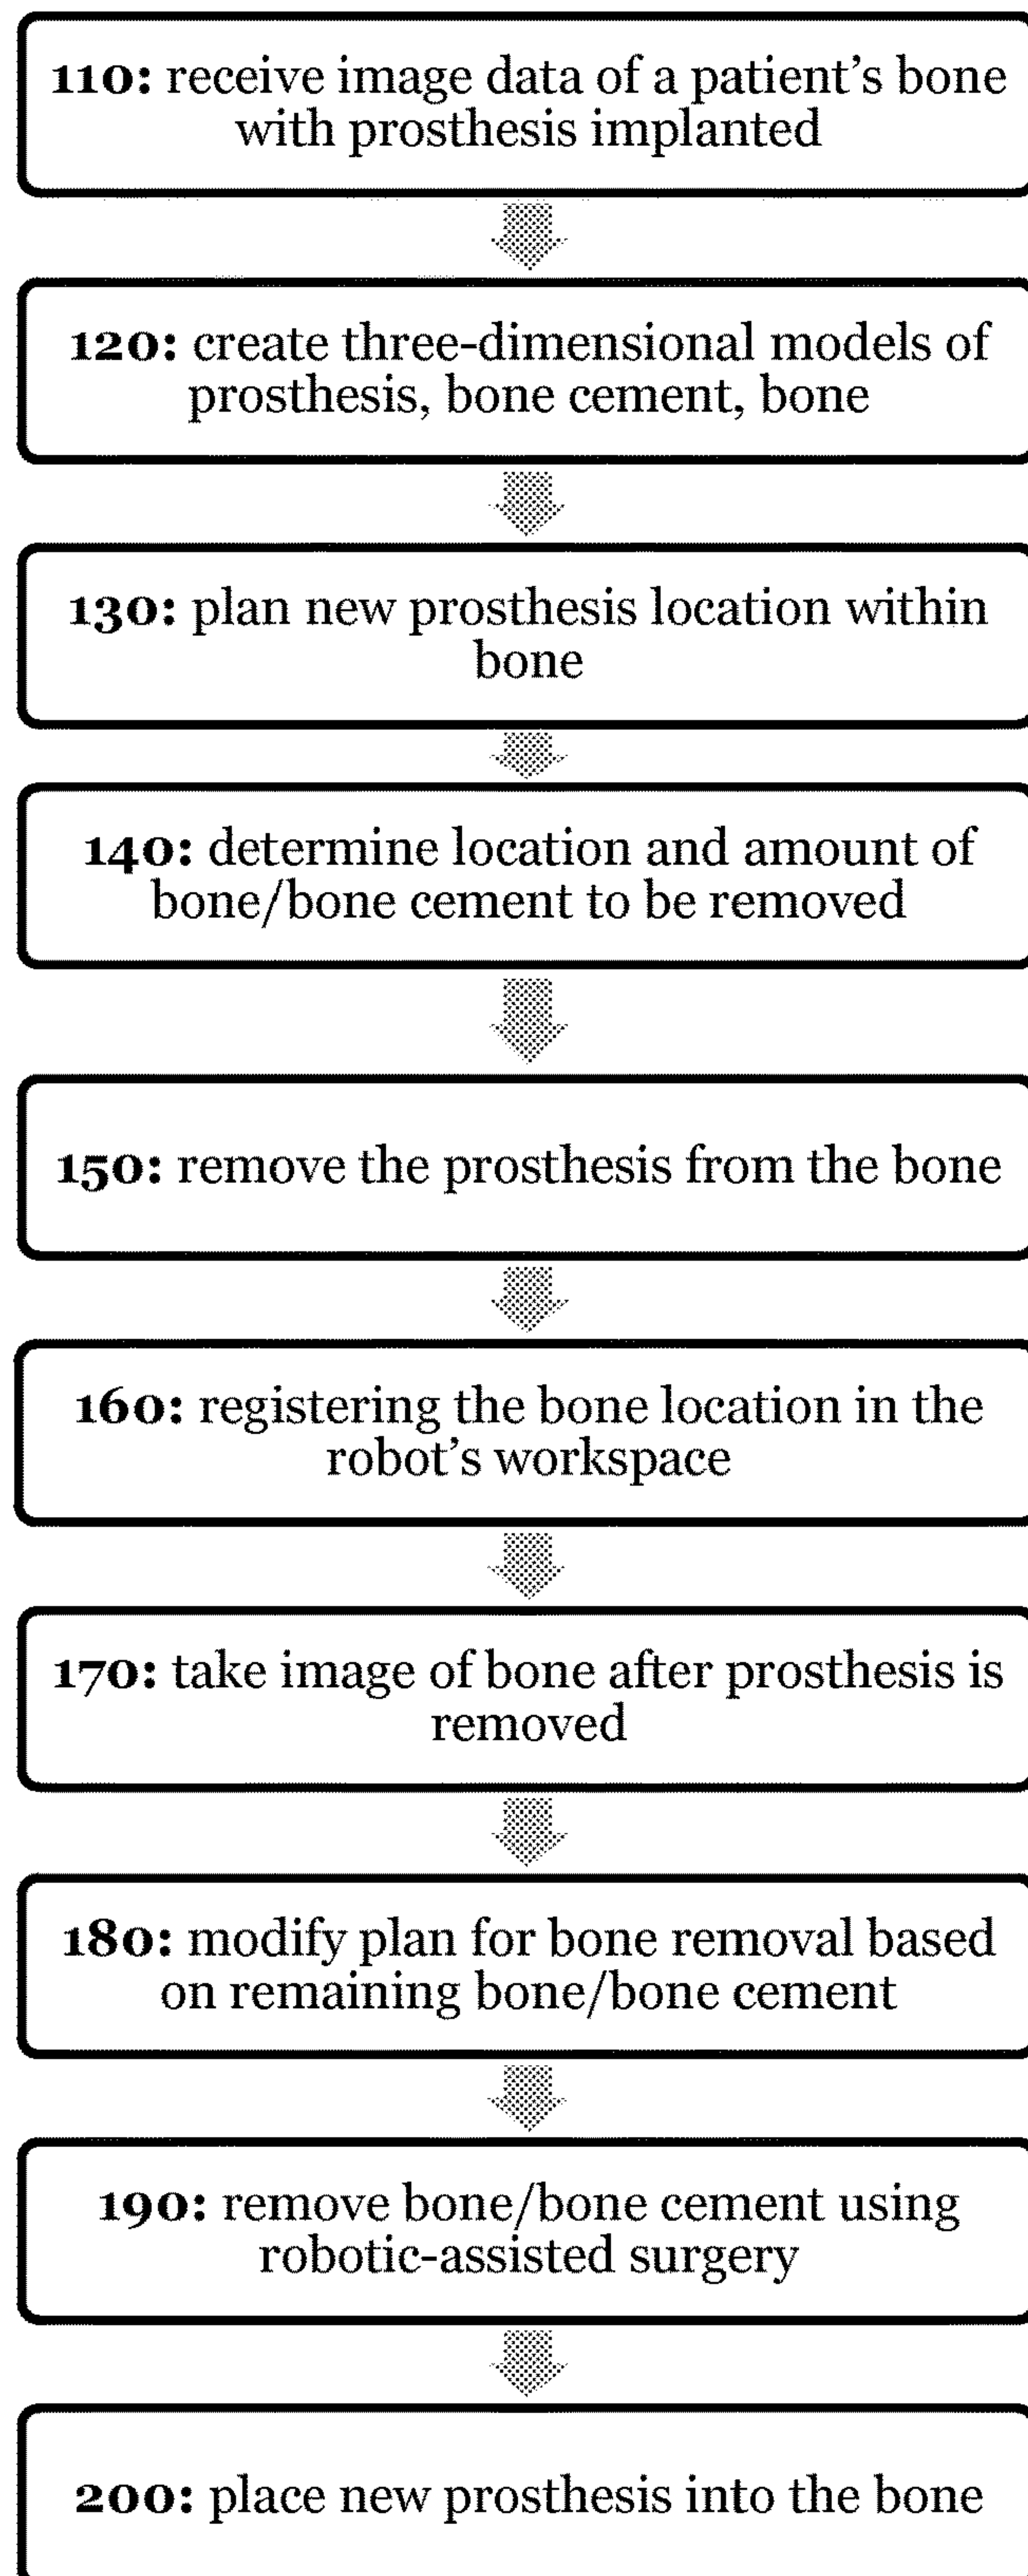 110: receive image data of a patient’s bone
with prosthesis implanted
120: create three-dimensional models of
prosthesis, bone cement, bone
130: plan new prosthesis location within
bone
140: determine location and amount of
bone/bone cement to be removed
150: remove the prosthesis from the bone
160: registering the bone location in the
robot’s workspace
170: take image of bone after prosthesis is
removed
180: modify plan for bone removal based
on remaining bone/bone cement
190: remove bone/bone cement using
robotic-assisted surgery
200: place new prosthesis into the bone